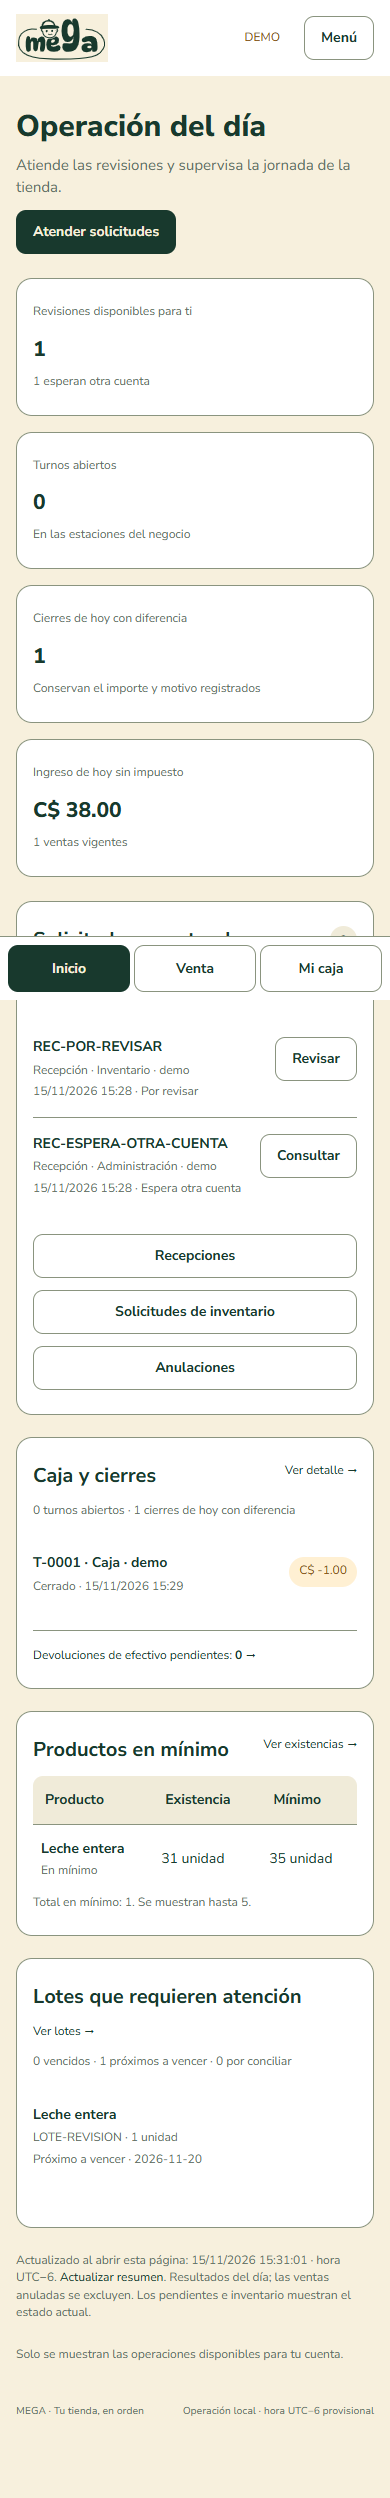 mega
DEMO
Menú
Operación del día
Atiende las revisiones y supervisa la jornada de la
tienda.
Atender solicitudes
Revisiones disponibles para ti
1
1 esperan otra cuenta
Turnos abiertos
0
En las estaciones del negocio
Cierres de hoy con diferencia
1
Conservan el importe y motivo registrados
Ingreso de hoy sin impuesto
C$ 38.00
1 ventas vigentes
Inicio
Venta
Mi caja
REC-POR-REVISAR
Recepción · Inventario · demo
15/11/2026 15:28 · Por revisar
Revisar
REC-ESPERA-OTRA-CUENTA
Recepción · Administración · demo
15/11/2026 15:28 · Espera otra cuenta
Consultar
Recepciones
Solicitudes de inventario
Anulaciones
Caja y cierres
Ver detalle →
0 turnos abiertos · 1 cierres de hoy con diferencia
T-0001 · Caja · demo
Cerrado · 15/11/2026 15:29
C$ -1.00
Devoluciones de efectivo pendientes: 0 →
Productos en mínimo
Ver existencias →
Producto Existencia Mínimo
Leche entera
En mínimo
31 unidad
35 unidad
Total en mínimo: 1. Se muestran hasta 5.
Lotes que requieren atención
Ver lotes →
0 vencidos · 1 próximos a vencer · 0 por conciliar
Leche entera
LOTE-REVISION · 1 unidad
Próximo a vencer · 2026-11-20
Actualizado al abrir esta página: 15/11/2026 15:31:01 · hora
UTC−6. Actualizar resumen. Resultados del día; las ventas
anuladas se excluyen. Los pendientes e inventario muestran el
estado actual.
Solo se muestran las operaciones disponibles para tu cuenta.
MEGA · Tu tienda, en orden
Operación local · hora UTC−6 provisional